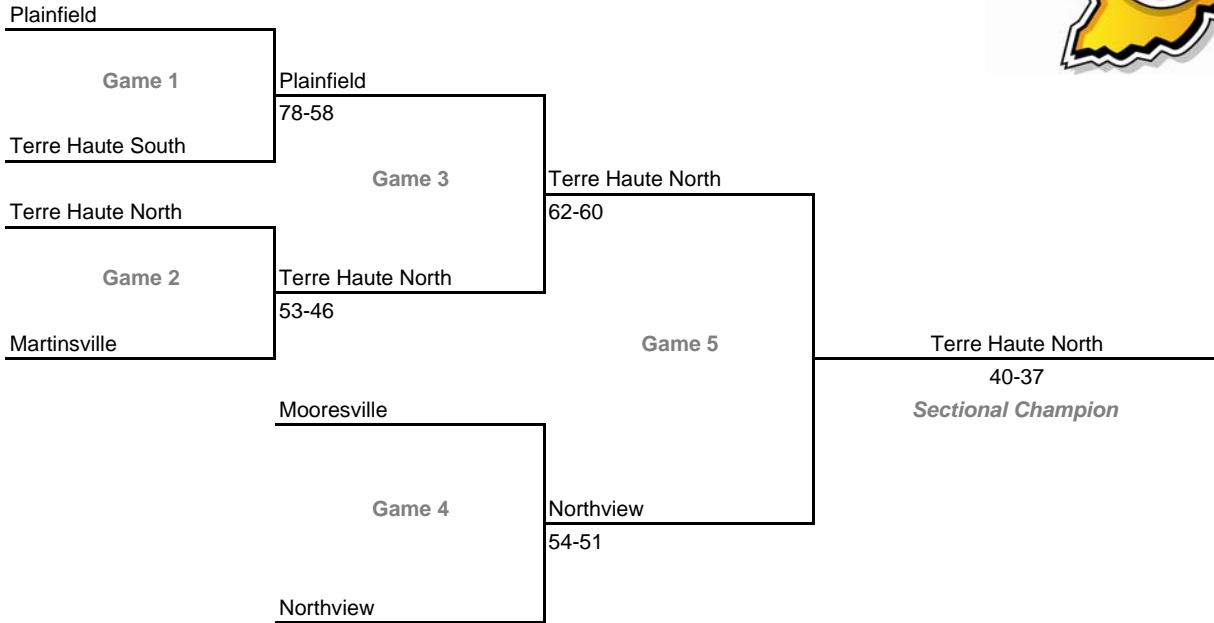 Plainfield
Game 1
Plainfield
78-58
Terre Haute South
Game 3
Terre Haute North
Terre Haute North
62-60
Game 2
Terre Haute North
53-46
Martinsville
Game 5
Terre Haute North
40-37
Mooresville
Sectional Champion
Game 4
Northview
54-51
Northview